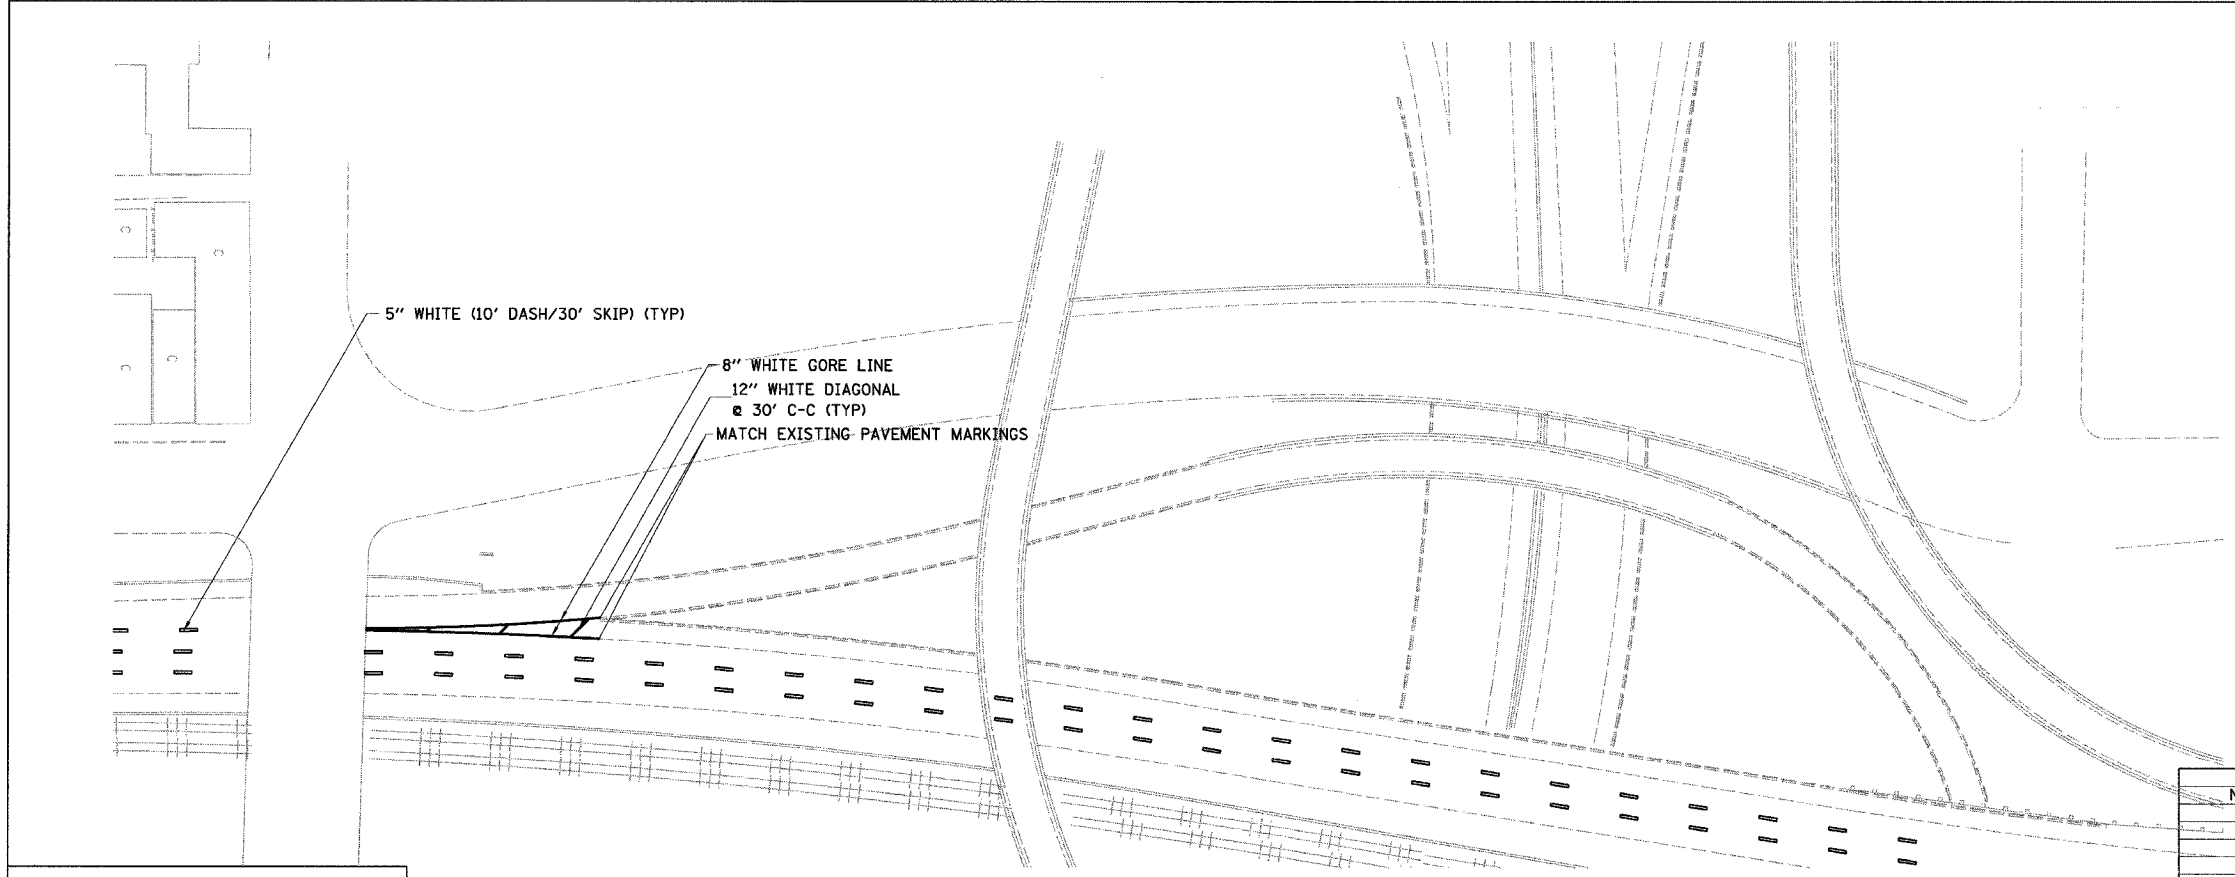 5" WHITE (10' DASH/30' SKIP) (TYP)
8" WHITE GORE LINE
12" WHITE DIAGONAL
@ 30' C-C (TYP)
MATCH EXISTING PAVEMENT MARKINGS